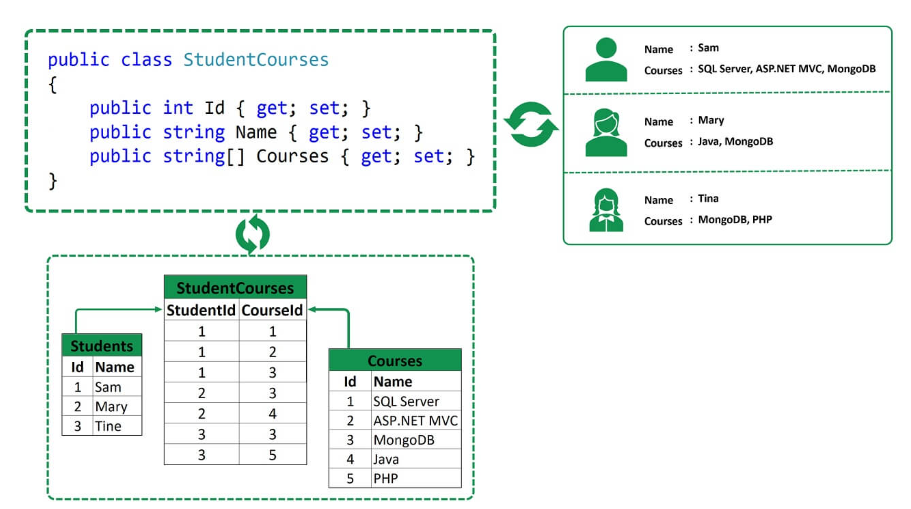 public class StudentCourses
{
public int Id { get; set; }
public string Name { get; set; }
public string[] Courses { get; set; }
}
Name : Sam
Courses : SQL Server, ASP.NET MVC, MongoDB
Name : Mary
Courses : Java, MongoDB
Name : Tina
Courses : MongoDB, PHP
StudentCourses
StudentId CourseId
1 1
1 2
1 3
2 3
2 4
3 3
3 5
Students
Id Name
1 Sam
2 Mary
3 Tine
Courses
Id Name
1 SQL Server
2 ASP.NET MVC
3 MongoDB
4 Java
5 PHP